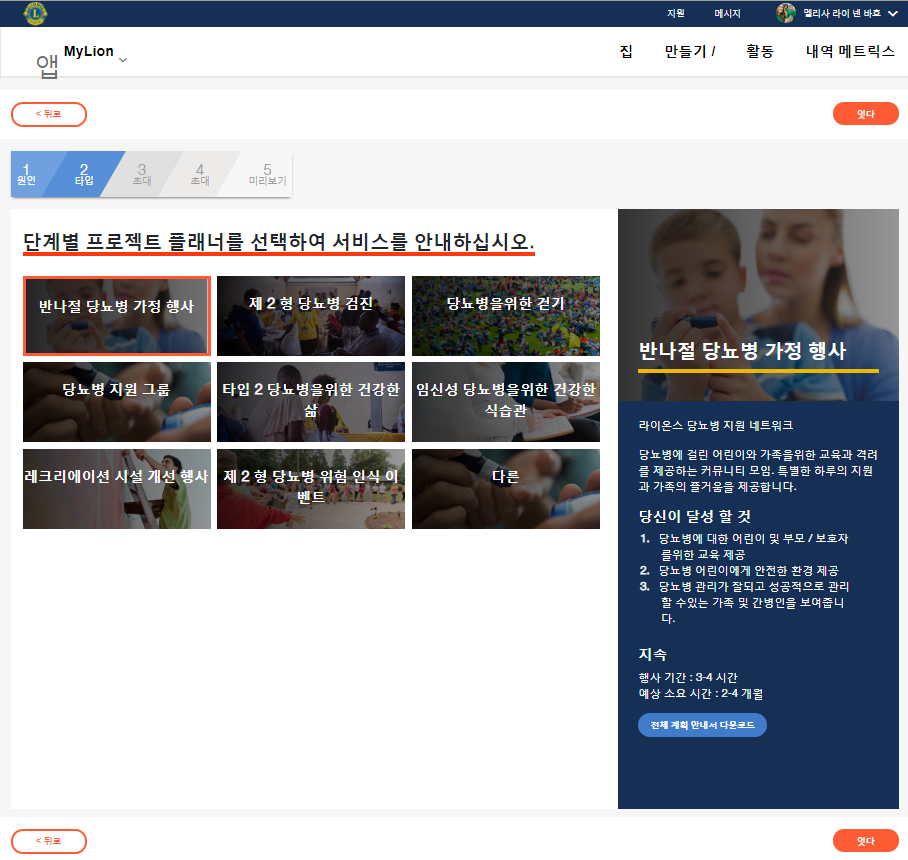 지원 메시지 멜리사 라이 넨 바흐
앱 MyLion
집 만들기 / 활동 내역 메트릭스
< 뒤로 잇다
1 2 3 4 5
원인 타입 초대 초대 미리보기
단계별 프로젝트 플래너를 선택하여 서비스를 안내하십시오.
반나절 당뇨병 가정 행사
제 2 형 당뇨병 검진
당뇨병을위한 걷기
당뇨병 지원 그룹
타입 2 당뇨병을위한 건강한
삶
임신성 당뇨병을위한 건강한
식습관
레크리에이션 시설 개선 행사
제 2 형 당뇨병 위험 인식 이
벤트
다른
반나절 당뇨병 가정 행사
라이온스 당뇨병 지원 네트워크
당뇨병에 걸린 어린이와 가족을위한 교육과 격려
를 제공하는 커뮤니티 모임. 특별한 하루의 지원
과 가족의 즐거움을 제공합니다.
당신이 달성 할 것
1. 당뇨병에 대한 어린이 및 부모 / 보호자
를위한 교육 제공
2. 당뇨병 어린이에게 안전한 환경 제공
3. 당뇨병 관리가 잘되고 성공적으로 관리
할 수있는 가족 및 간병인을 보여줍니
다.
지속
행사 기간 : 3-4 시간
예상 소요 시간 : 2-4 개월
전체 계획 안내서 다운로드
< 뒤로 잇다